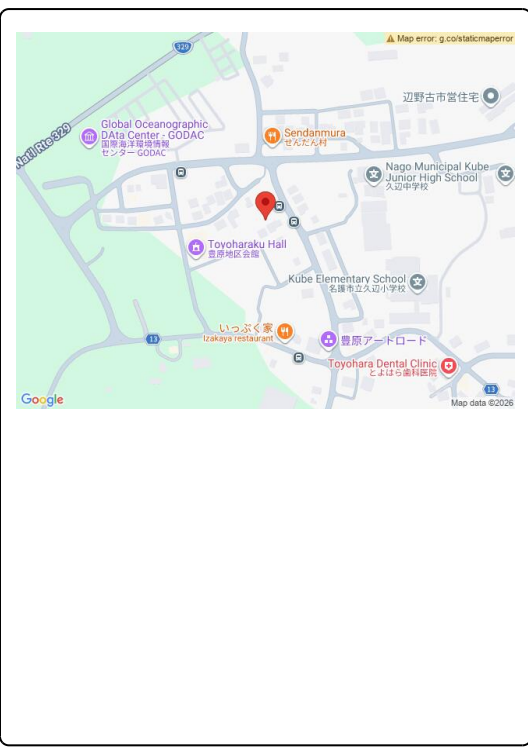 Map error: g.co/staticmaperror
329
辺野古市営住宅
Nat'l Rte 329
Global Oceanographic
DAta Center - GODAC
国際海洋環境情報
センター GODAC
Sendanmura
せんだん村
Nago Municipal Kube
Junior High School
久辺中学校
Toyoharaku Hall
豊原地区会館
Kube Elementary School
名護市立久辺小学校
いっぷく家
Izakaya restaurant
13
豊原アートロード
Toyohara Dental Clinic
とよはら歯科医院
13
Google
Map data ©2026